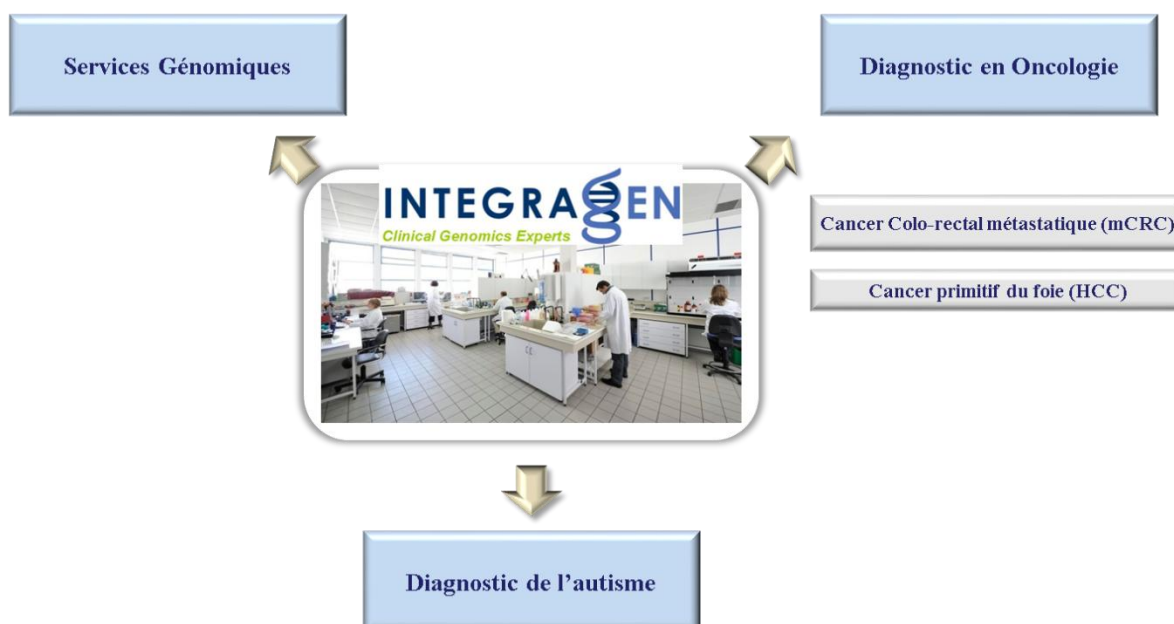 Services Génomiques
Diagnostic en Oncologie
INTEGRAGEN
Clinical Genomics Experts
Cancer Colo-rectal métastatique (mCRC)
Cancer primitif du foie (HCC)
Diagnostic de l’autisme